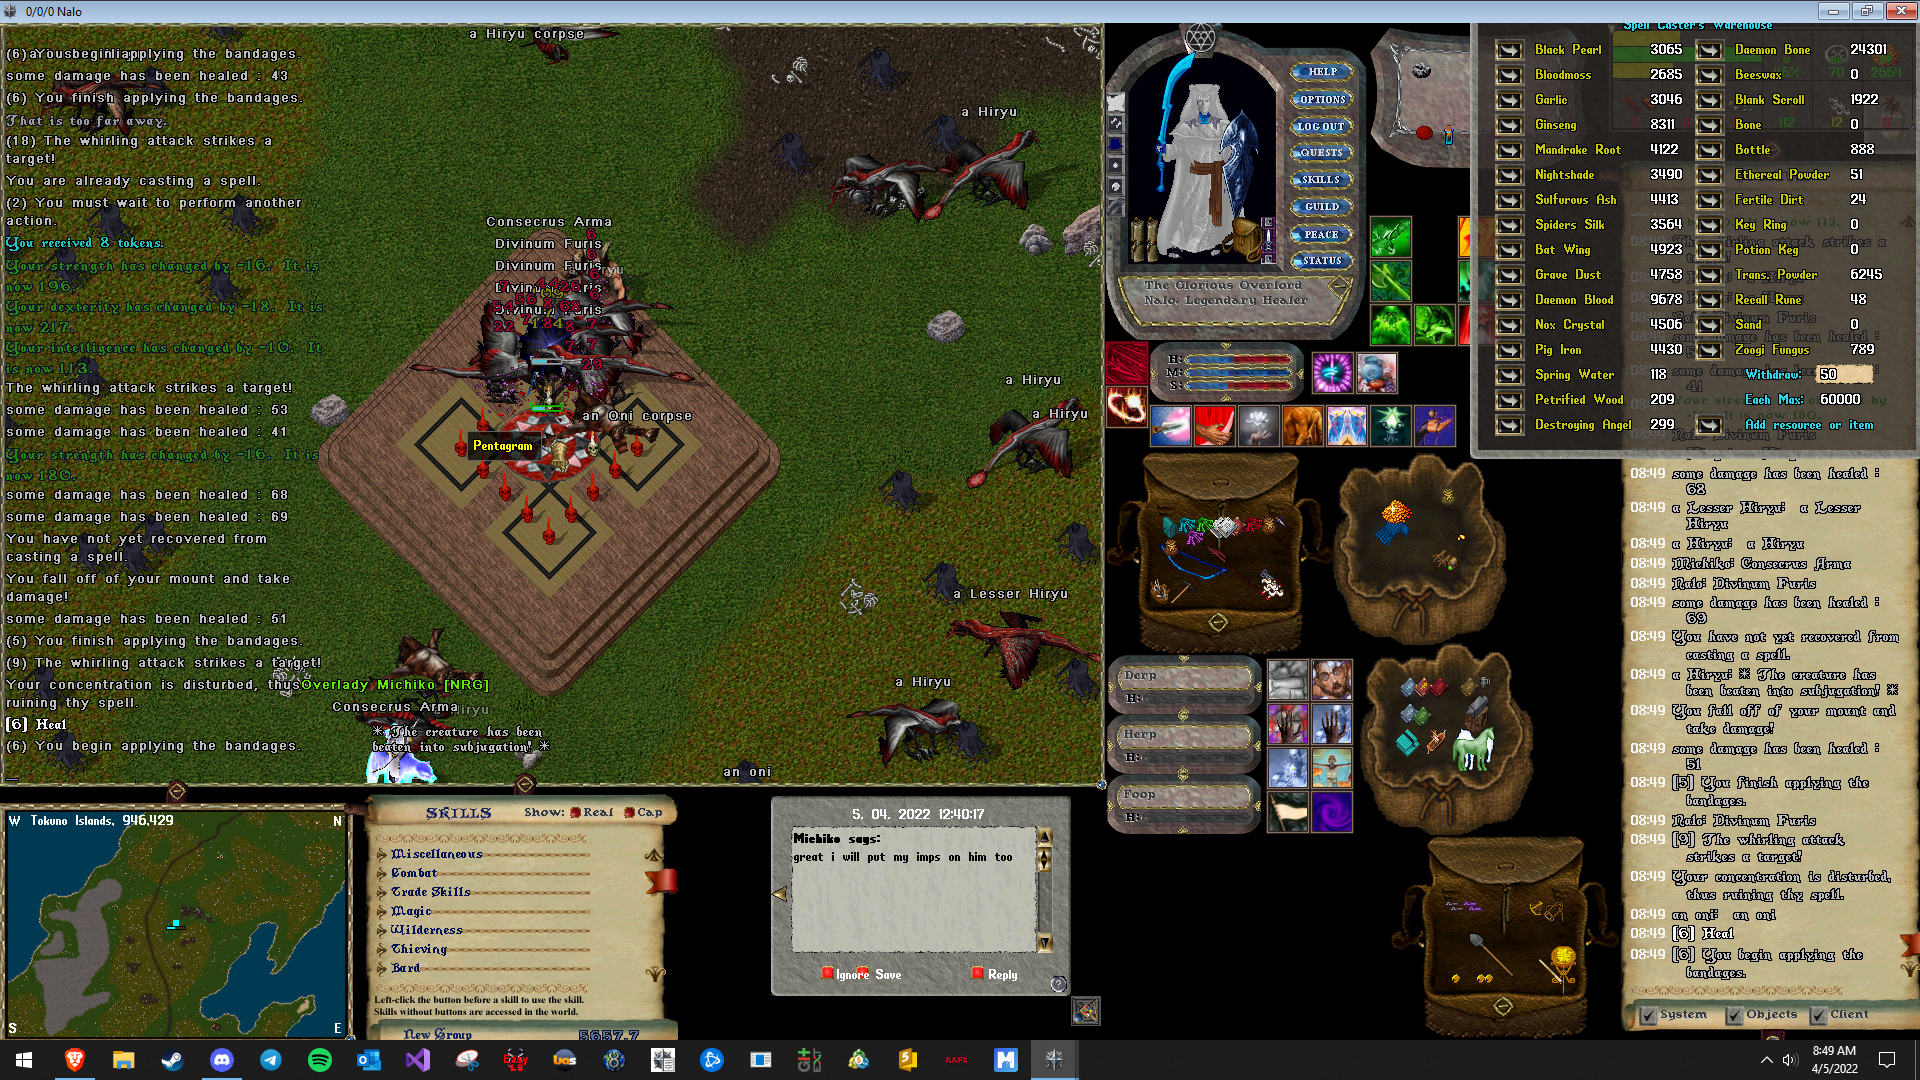 0/0/0 Nalo
some damage has been healed : 43
(6) You finish applying the bandages.
That is too far away.
(18) The whirling attack strikes a
target!
You are already casting a spell.
(2) You must wait to perform another
action.
You received 8 tokens.
Your strength has changed by -16. It is
now 196.
Your dexterity has changed by -18. It is
now 217.
Your intelligence has changed by -10. It
is now 113.
The whirling attack strikes a target!
some damage has been healed : 53
some damage has been healed : 41
Your strength has changed by -16. It is
now 180.
some damage has been healed : 68
some damage has been healed : 69
You have not yet recovered from
casting a spell.
You fall off of your mount and take
damage!
some damage has been healed : 51
(5) You finish applying the bandages.
(9) The whirling attack strikes a target!
Your concentration is disturbed, thus
ruining thy spell.
[6] Heal
(6) You begin applying the bandages.
a Hiryu corpse
a Hiryu
Consecrus Arma
Divinum Furis
Divinum Furis
an Oni corpse
Pentagram
a Hiryu
a Hiryu
a Lesser Hiryu
a Hiryu
an oni
Overlady Michiko [NRG]
Consecrus Arma
* The creature has been
beaten into subjugation! *
HELP
OPTIONS
LOG OUT
QUESTS
SKILLS
GUILD
PEACE
STATUS
The Glorious Overlord
Nalo, Legendary Healer
H:
M:
S:
Spell Caster's Warehouse
Black Pearl 3065 Daemon Bone 24301
Bloodmoss 2685 Beeswax 0
Garlic 3046 Blank Scroll 1922
Ginseng 8311 Bone 0
Mandrake Root 4122 Bottle 888
Nightshade 3490 Ethereal Powder 51
Sulfurous Ash 4413 Fertile Dirt 24
Spiders Silk 3564 Key Ring 0
Bat Wing 4923 Potion Keg 0
Grave Dust 4758 Trans. Powder 6245
Daemon Blood 9678 Recall Rune 48
Nox Crystal 4506 Sand 0
Pig Iron 4430 Zoogi Fungus 789
Spring Water 118 Withdraw: 50
Petrified Wood 209 Each Max: 60000
Destroying Angel 299 Add resource or item
08:49 some damage has been healed :
68
08:49 a Lesser Hiryu: a Lesser
Hiryu
08:49 a Hiryu: a Hiryu
08:49 Michiko: Consecrus Arma
08:49 Nalo: Divinum Furis
08:49 some damage has been healed :
69
08:49 You have not yet recovered from
casting a spell.
08:49 a Hiryu: * The creature has
been beaten into subjugation! *
08:49 You fall off of your mount and
take damage!
08:49 some damage has been healed :
51
08:49 [5] You finish applying the
bandages.
08:49 Nalo: Divinum Furis
08:49 [9] The whirling attack
strikes a target!
08:49 Your concentration is disturbed,
thus ruining thy spell.
08:49 an oni: an oni
08:49 [6] Heal
08:49 [6] You begin applying the
bandages.
System Objects Client
Derp
H:
Herp
H:
Foop
H:
W Tokuno Islands, 946,429 N
S E
SKILLS Show: Real Cap
Miscellaneous
Combat
Trade Skills
Magic
Wilderness
Thieving
Bard
Left-click the button before a skill to use the skill.
Skills without buttons are accessed in the world.
New Group 5657.7
5. 04. 2022 12:40:17
Michiko says:
great i will put my imps on him too
Ignore Save Reply
UOS
8:49 AM
4/5/2022